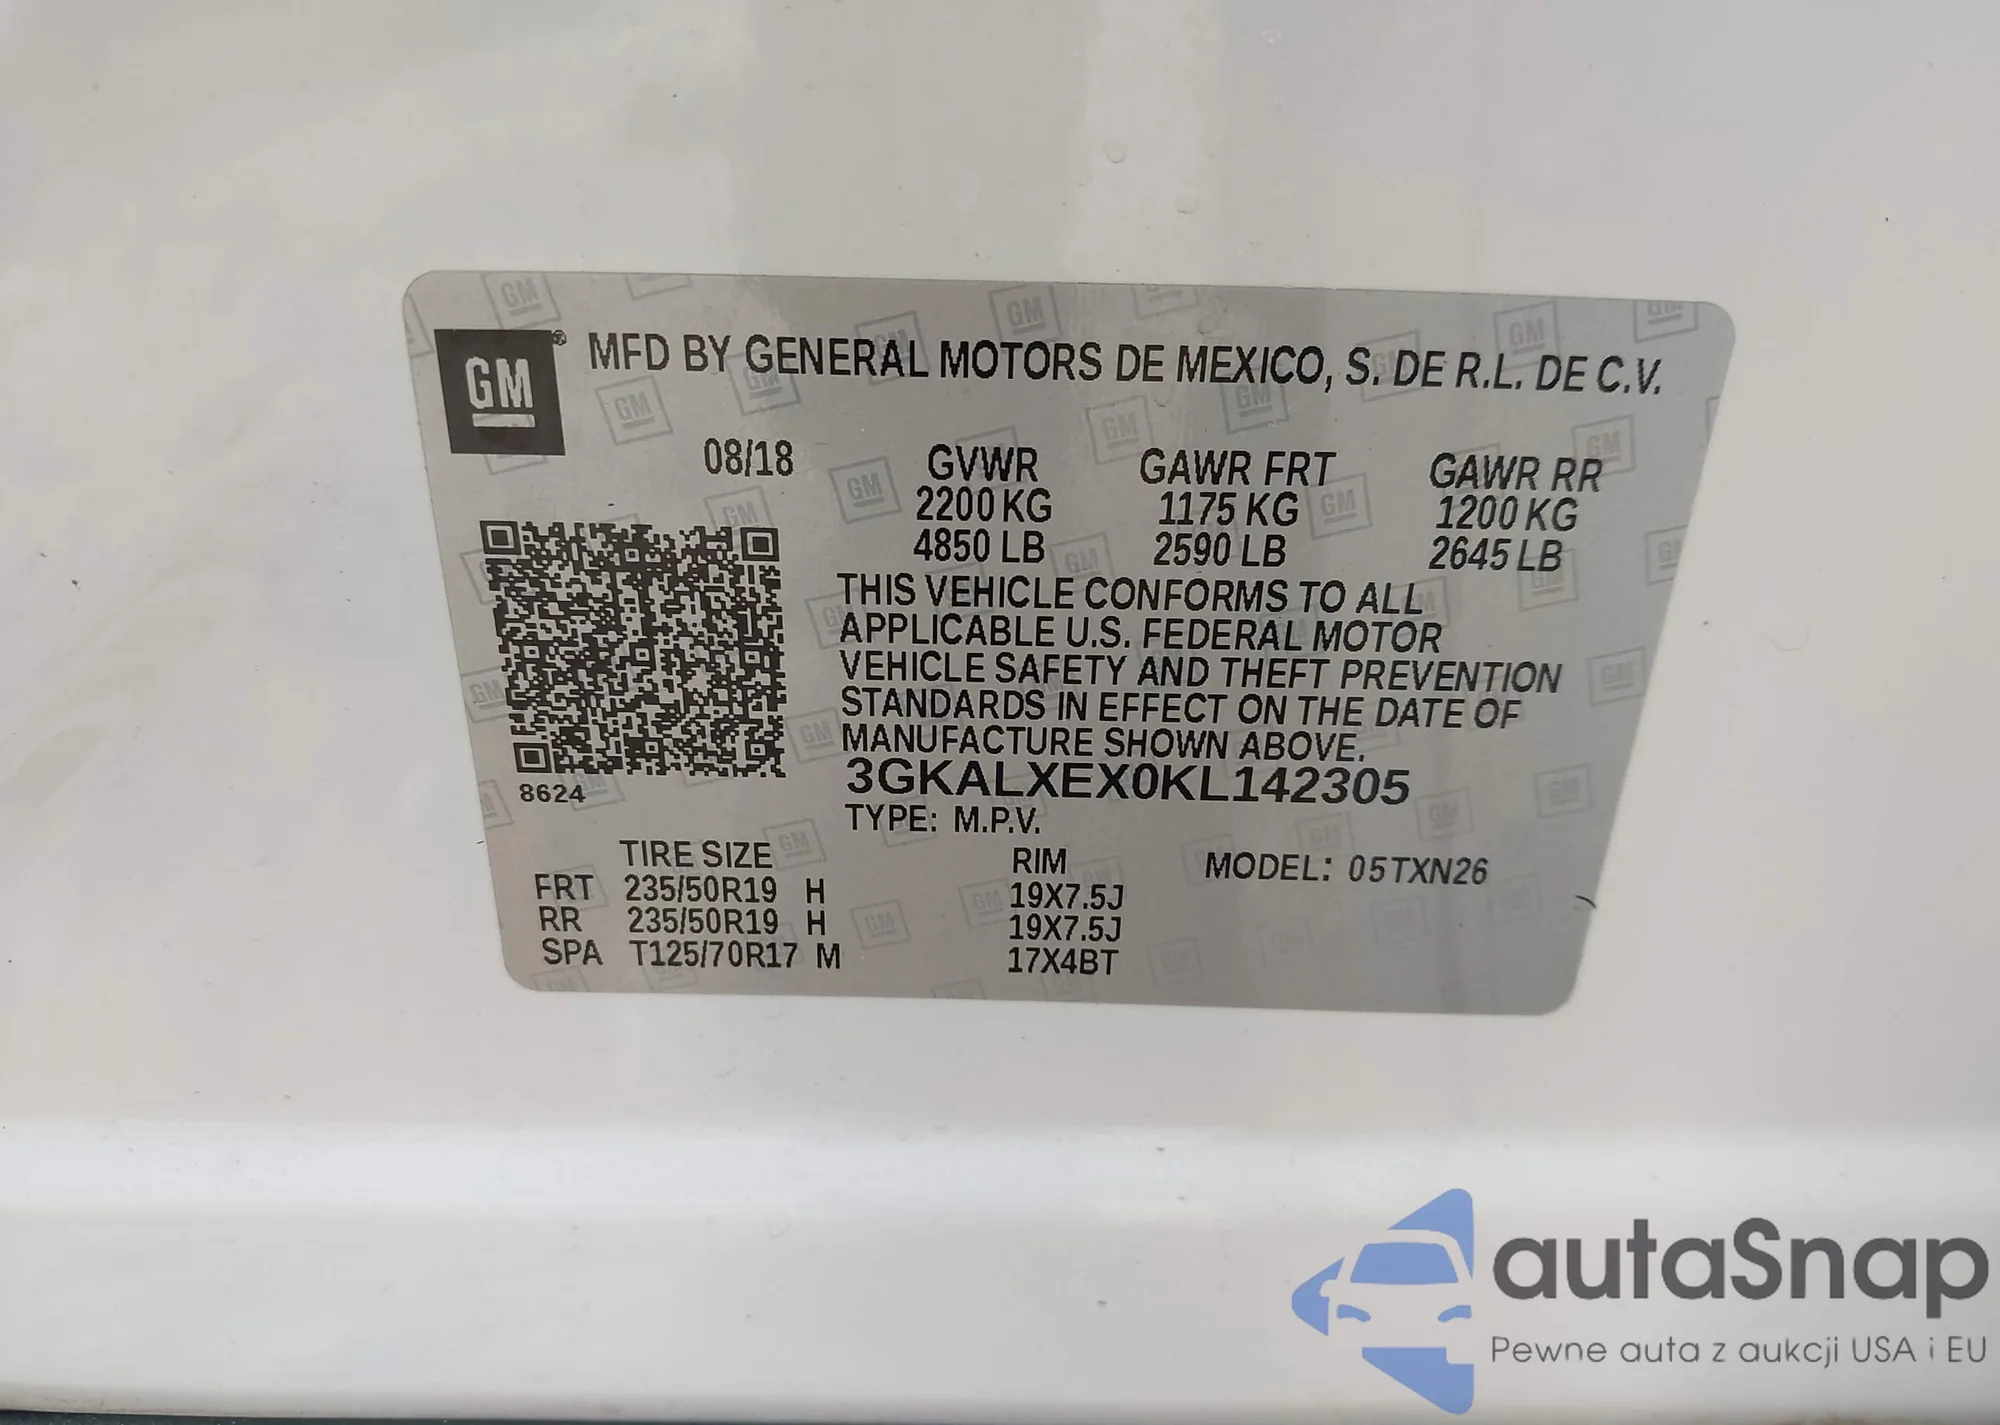 GM® MFD BY GENERAL MOTORS DE MEXICO, S. DE R.L. DE C.V.
08/18 GVWR GAWR FRT GAWR RR
2200 KG 1175 KG 1200 KG
4850 LB 2590 LB 2645 LB
THIS VEHICLE CONFORMS TO ALL
APPLICABLE U.S. FEDERAL MOTOR
VEHICLE SAFETY AND THEFT PREVENTION
STANDARDS IN EFFECT ON THE DATE OF
MANUFACTURE SHOWN ABOVE.
3GKALXEX0KL142305
8624
TYPE: M.P.V.
TIRE SIZE RIM MODEL: 05TXN26
FRT 235/50R19 H 19X7.5J
RR 235/50R19 H 19X7.5J
SPA T125/70R17 M 17X4BT
autaSnap
Pewne auta z aukcji USA i EU